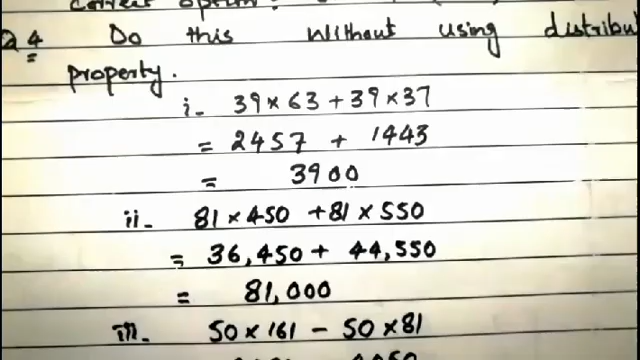 Q 4 Do this without using distribu
property.
i- 39×63 + 39×37
= 2457 + 1443
= 3900
ii- 81×450 +81×550
= 36,450 + 44,550
= 81,000
iii- 50×161 - 50×81